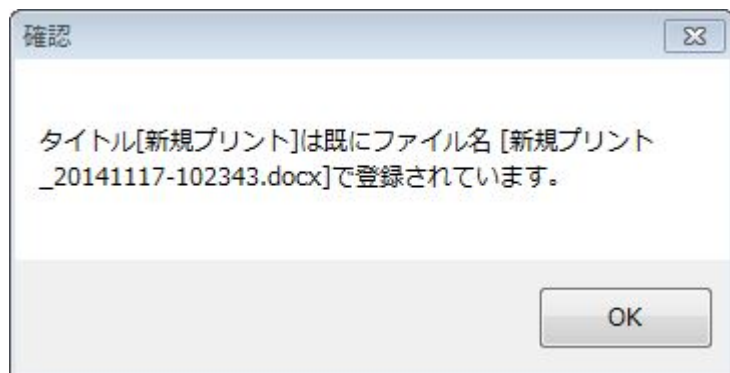 確認
タイトル[新規プリント]は既にファイル名 [新規プリント
_20141117-102343.docx]で登録されています。
OK